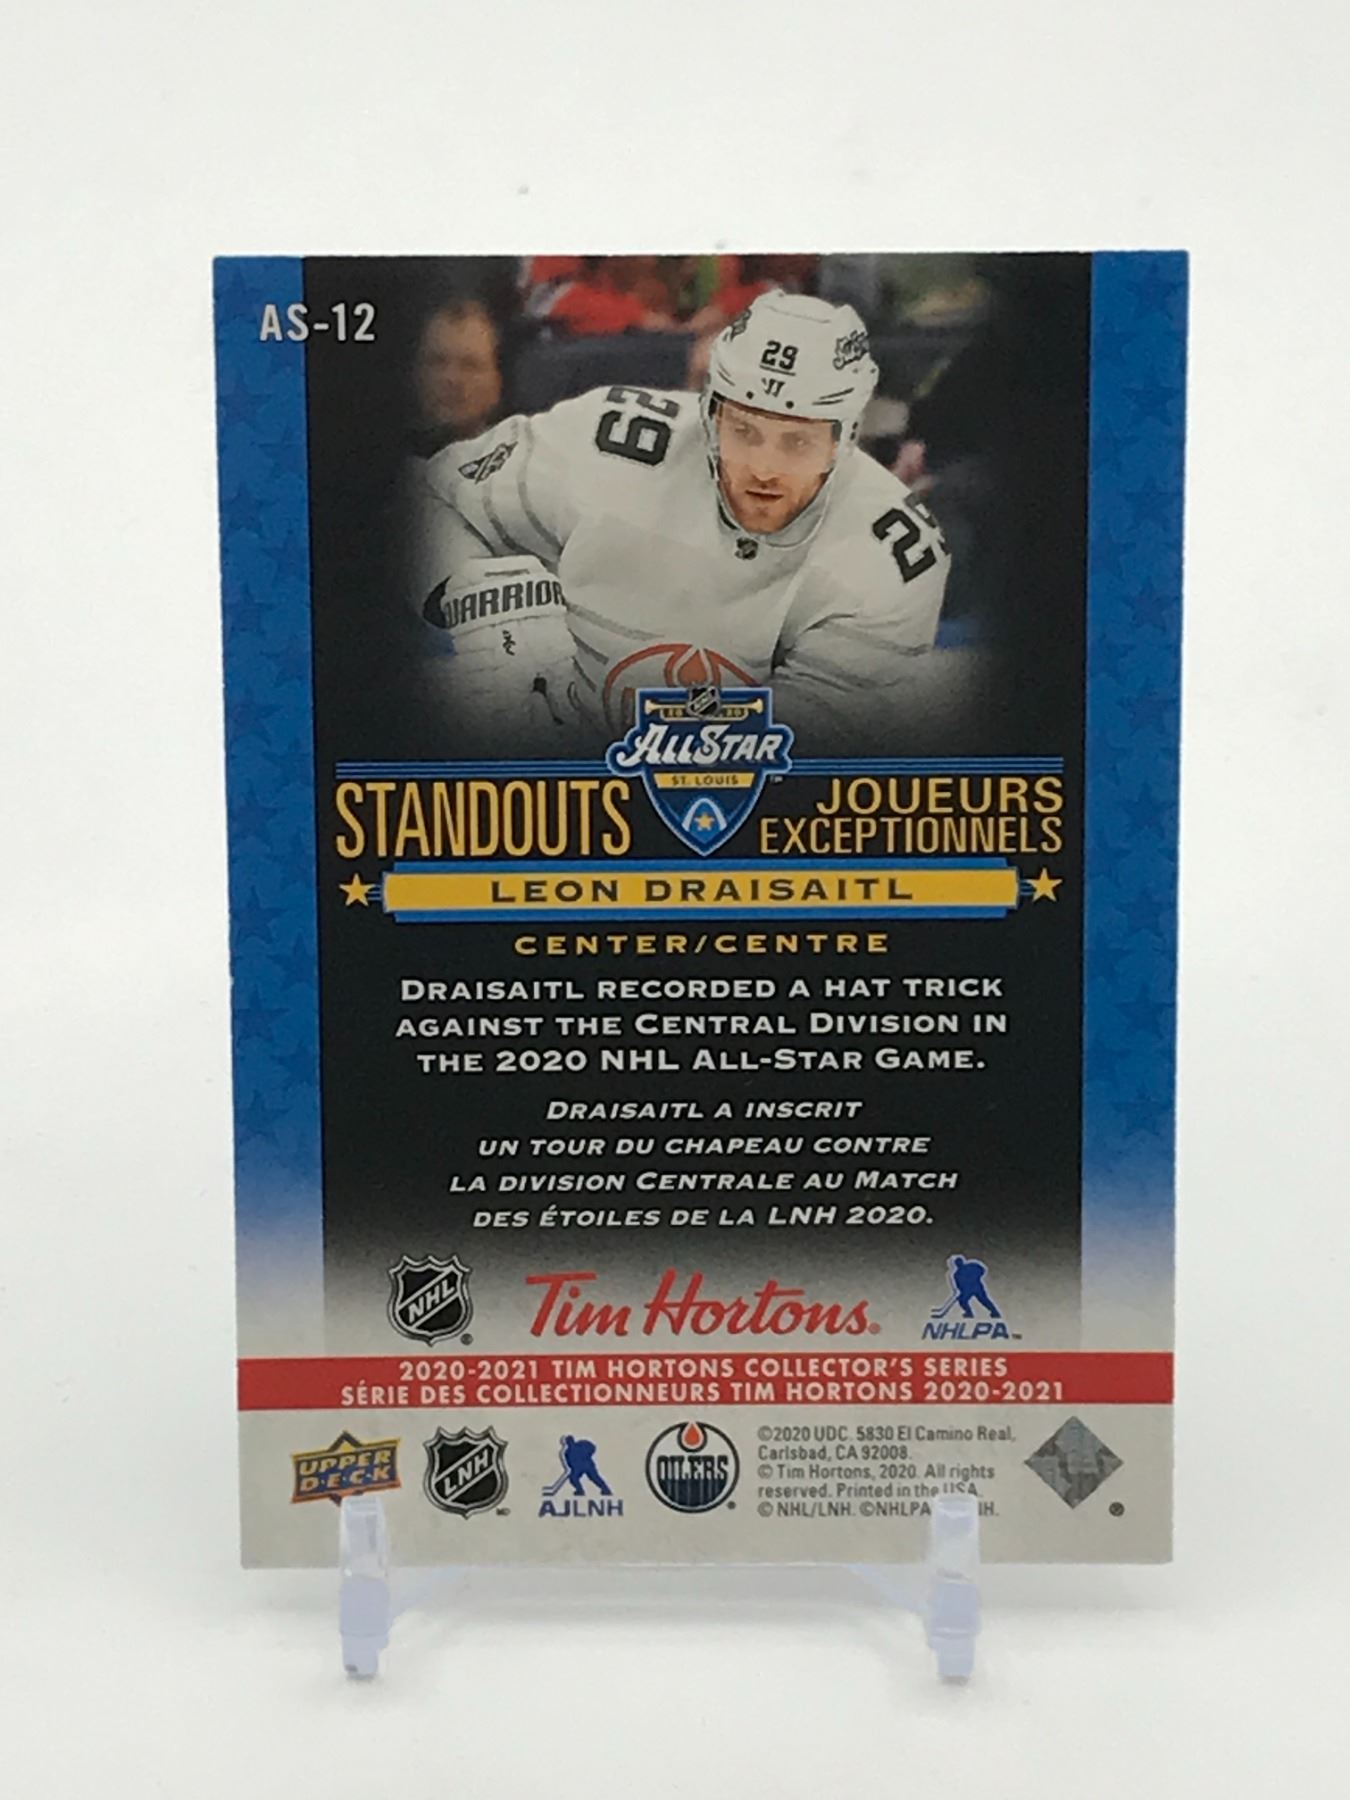 AS-12
29
29
29
WARRIOR
NHL
2020
ALL STAR
ST. LOUIS
TM
STANDOUTS
JOUEURS
EXCEPTIONNELS
LEON DRAISAITL
CENTER/CENTRE
DRAISAITL RECORDED A HAT TRICK
AGAINST THE CENTRAL DIVISION IN
THE 2020 NHL ALL-STAR GAME.
DRAISAITL A INSCRIT
UN TOUR DU CHAPEAU CONTRE
LA DIVISION CENTRALE AU MATCH
DES ÉTOILES DE LA LNH 2020.
NHL
Tim Hortons.
NHLPA
2020-2021 TIM HORTONS COLLECTOR'S SERIES
SÉRIE DES COLLECTIONNEURS TIM HORTONS 2020-2021
UPPER
D·E·C·K
LNH
AJLNH
OILERS
©2020 UDC. 5830 El Camino Real,
Carlsbad, CA 92008.
© Tim Hortons, 2020. All rights
reserved. Printed in the USA.
© NHL/LNH. ©NHLPA